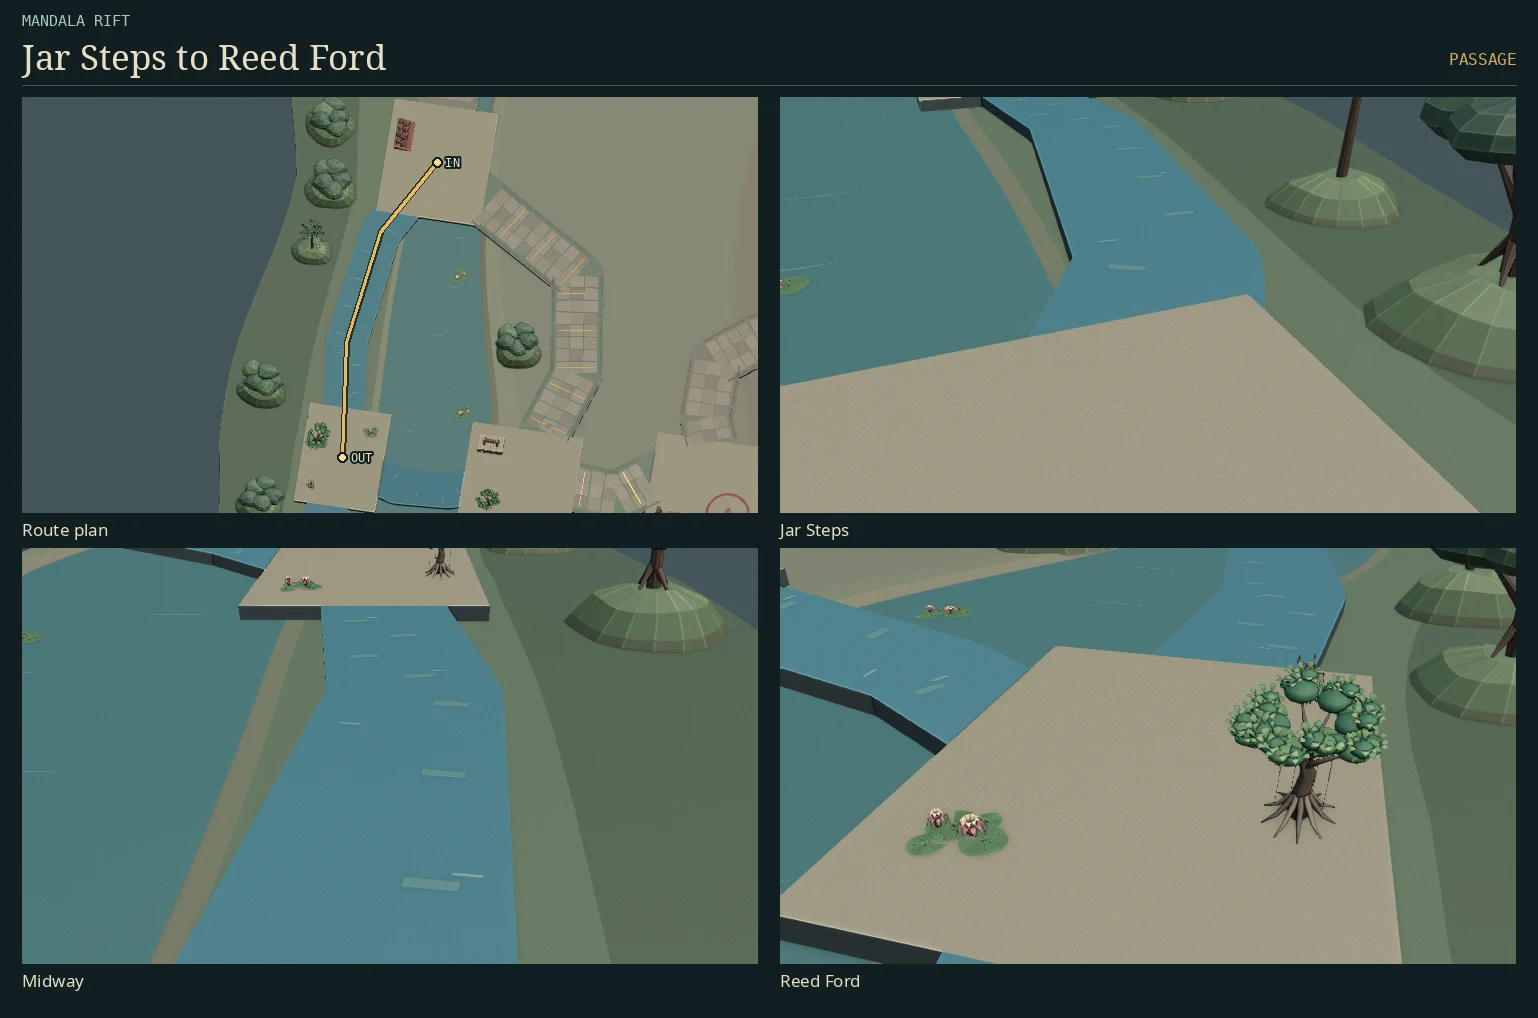 MANDALA RIFT
Jar Steps to Reed Ford
PASSAGE
IN
OUT
Route plan
Jar Steps
Midway
Reed Ford